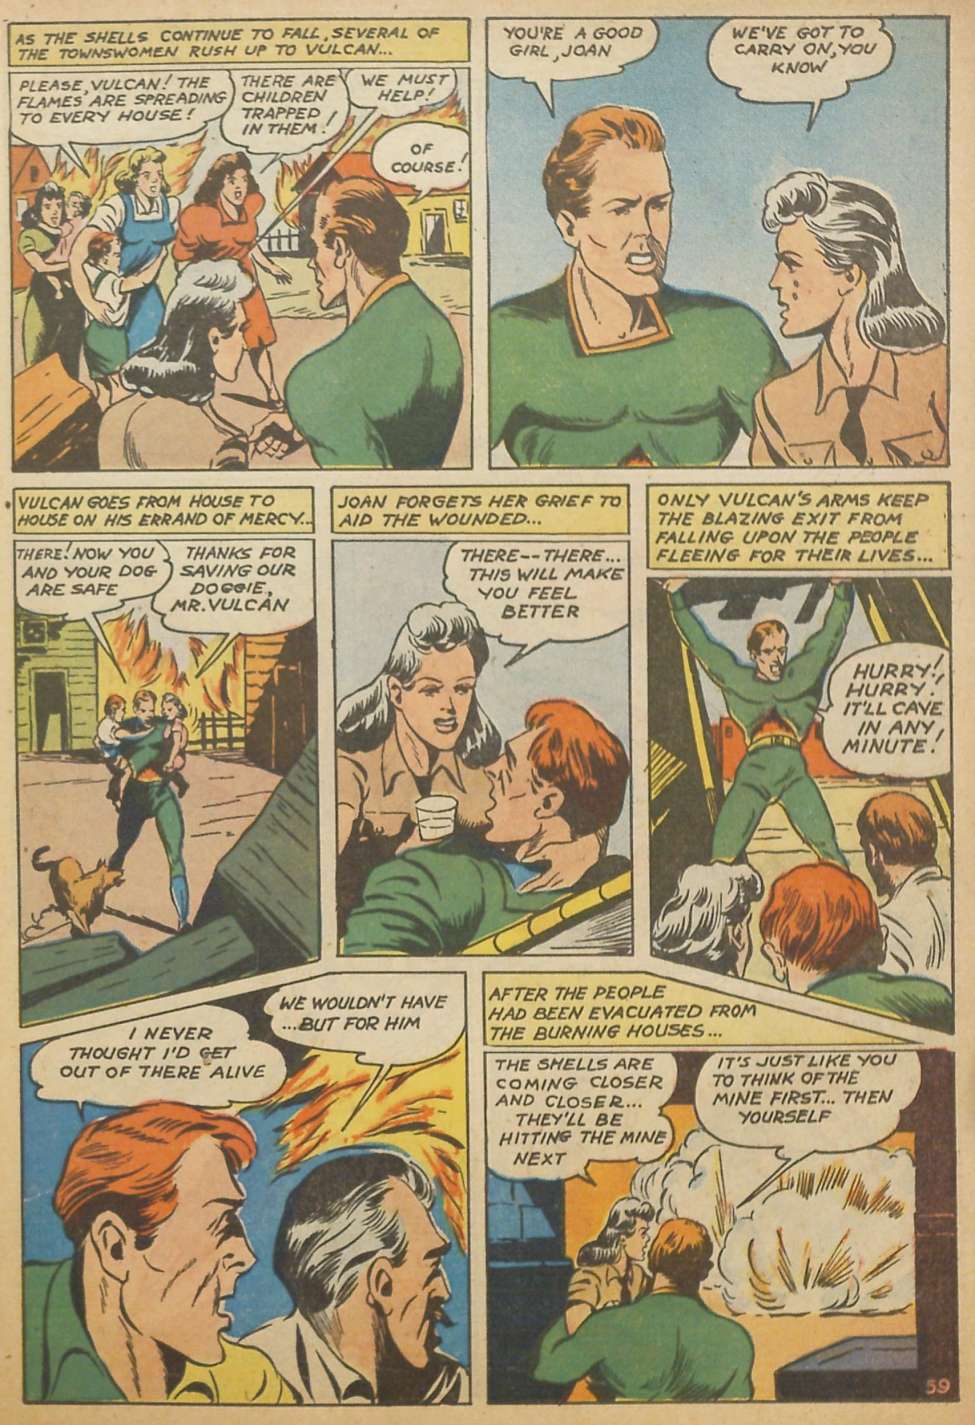 AS THE SHELLS CONTINUE TO FALL, SEVERAL OF
THE TOWNSWOMEN RUSH UP TO VULCAN...
PLEASE, VULCAN! THE
FLAMES ARE SPREADING
TO EVERY HOUSE!
THERE ARE
CHILDREN
TRAPPED
IN THEM!
WE MUST
HELP!
OF
COURSE!
YOU'RE A GOOD
GIRL, JOAN
WE'VE GOT TO
CARRY ON, YOU
KNOW
VULCAN GOES FROM HOUSE TO
HOUSE ON HIS ERRAND OF MERCY...
THERE! NOW YOU
AND YOUR DOG
ARE SAFE
THANKS FOR
SAVING OUR
DOGGIE,
MR. VULCAN
JOAN FORGETS HER GRIEF TO
AID THE WOUNDED...
THERE--THERE...
THIS WILL MAKE
YOU FEEL
BETTER
ONLY VULCAN'S ARMS KEEP
THE BLAZING EXIT FROM
FALLING UPON THE PEOPLE
FLEEING FOR THEIR LIVES...
HURRY!
HURRY!
IT'LL CAVE
IN ANY
MINUTE!
I NEVER
THOUGHT I'D GET
OUT OF THERE ALIVE
WE WOULDN'T HAVE
...BUT FOR HIM
AFTER THE PEOPLE
HAD BEEN EVACUATED FROM
THE BURNING HOUSES...
THE SHELLS ARE
COMING CLOSER
AND CLOSER...
THEY'LL BE
HITTING THE MINE
NEXT
IT'S JUST LIKE YOU
TO THINK OF THE
MINE FIRST... THEN
YOURSELF
59